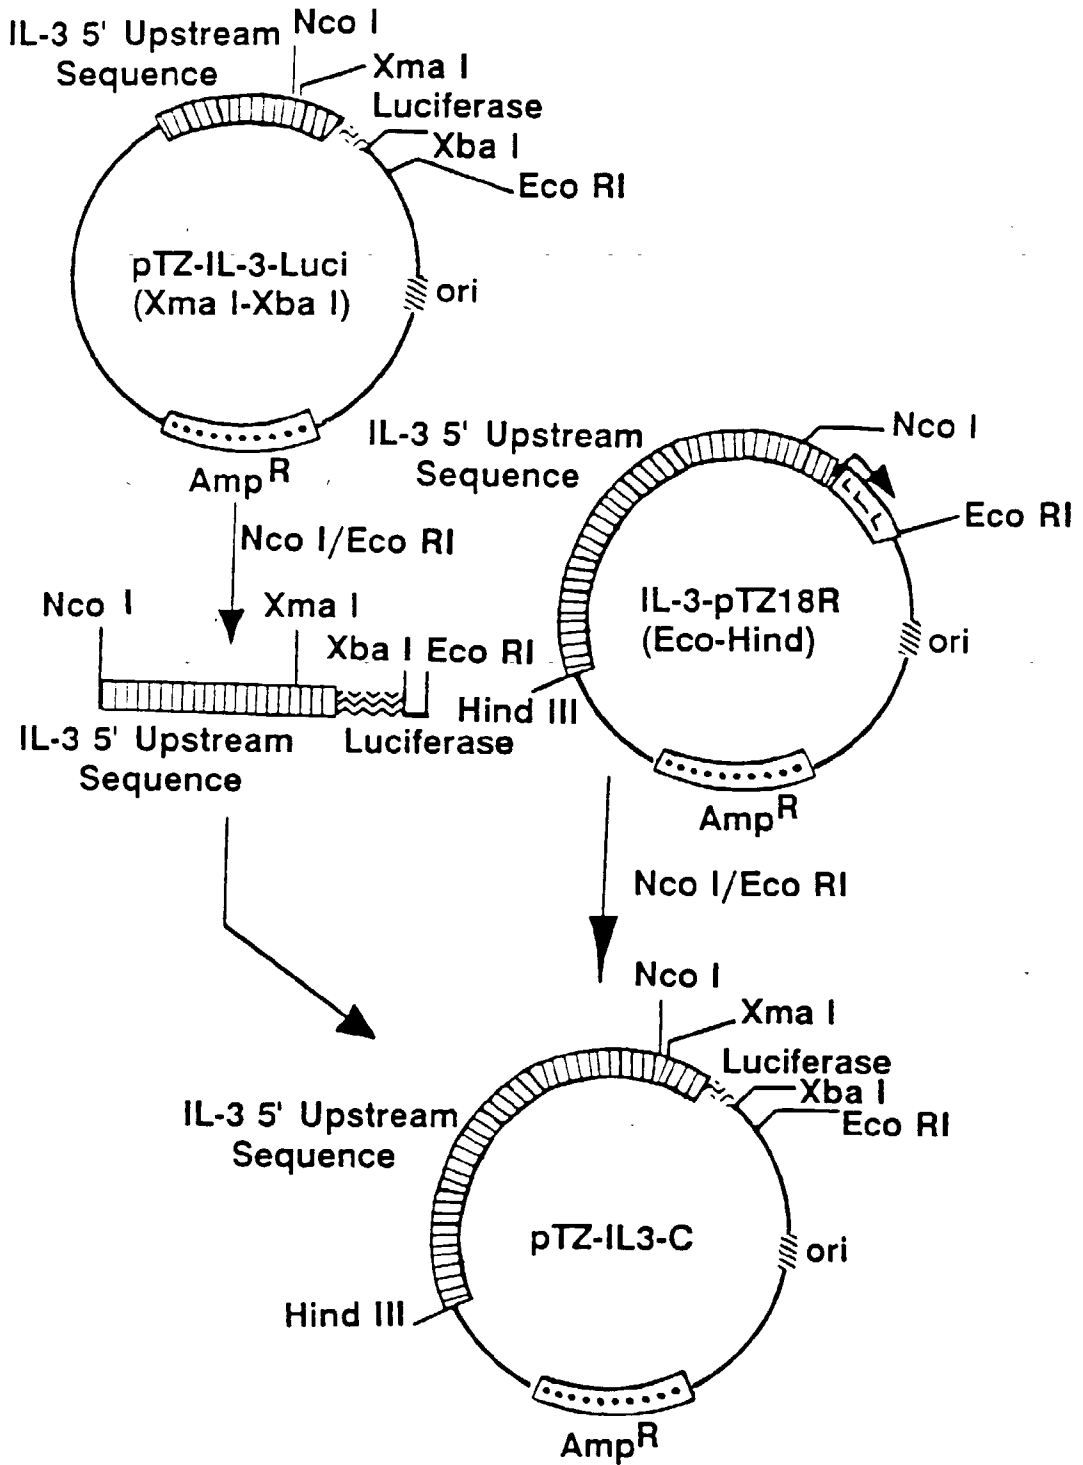 IL-3 5' Upstream
Sequence
Nco I
Xma I
Luciferase
Xba I
Eco RI
pTZ-IL-3-Luci
(Xma I-Xba I)
ori
Amp R
Nco I/Eco RI
Nco I
Xma I
Xba I
Eco RI
IL-3 5' Upstream
Sequence
Luciferase
IL-3 5' Upstream
Sequence
Nco I
Eco RI
IL-3-pTZ18R
(Eco-Hind)
ori
Hind III
Amp R
Nco I/Eco RI
Nco I
Xma I
Luciferase
Xba I
Eco RI
IL-3 5' Upstream
Sequence
pTZ-IL3-C
ori
Hind III
Amp R